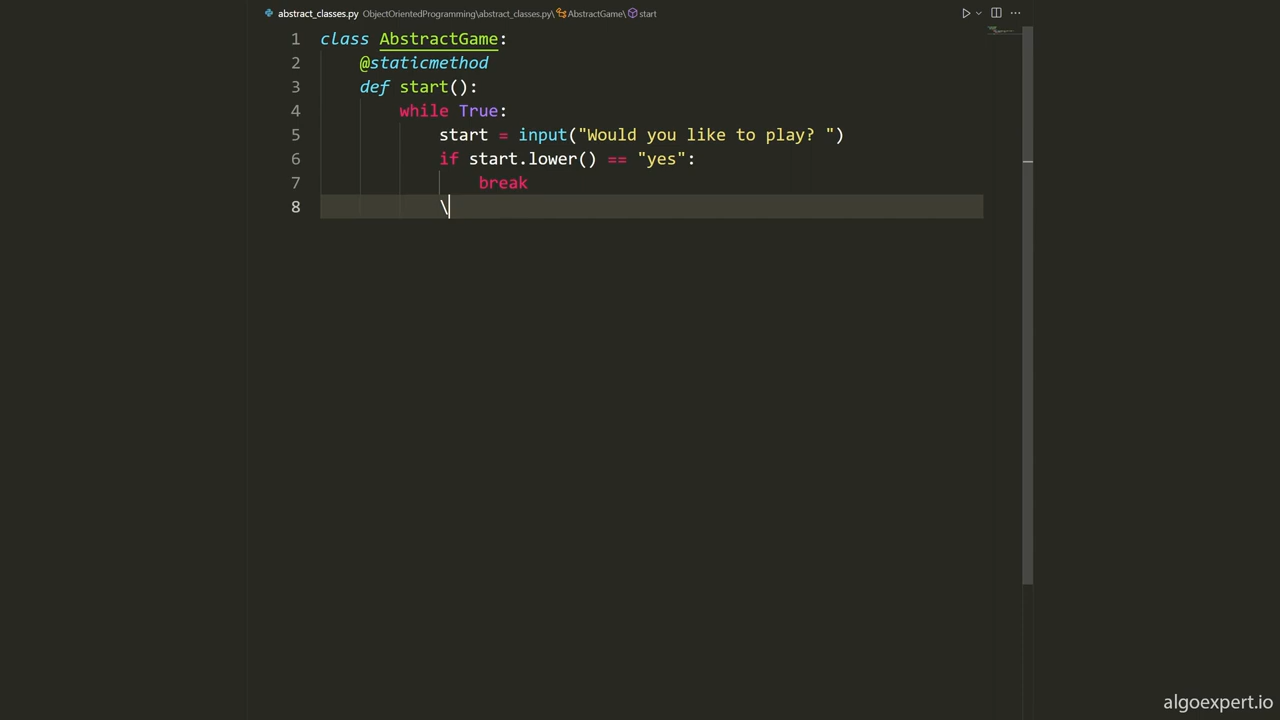 abstract_classes.py ObjectOrientedProgramming\abstract_classes.py\AbstractGame\start
1 class AbstractGame:
2 @staticmethod
3 def start():
4 while True:
5 start = input("Would you like to play? ")
6 if start.lower() == "yes":
7 break
8 \
algoexpert.io